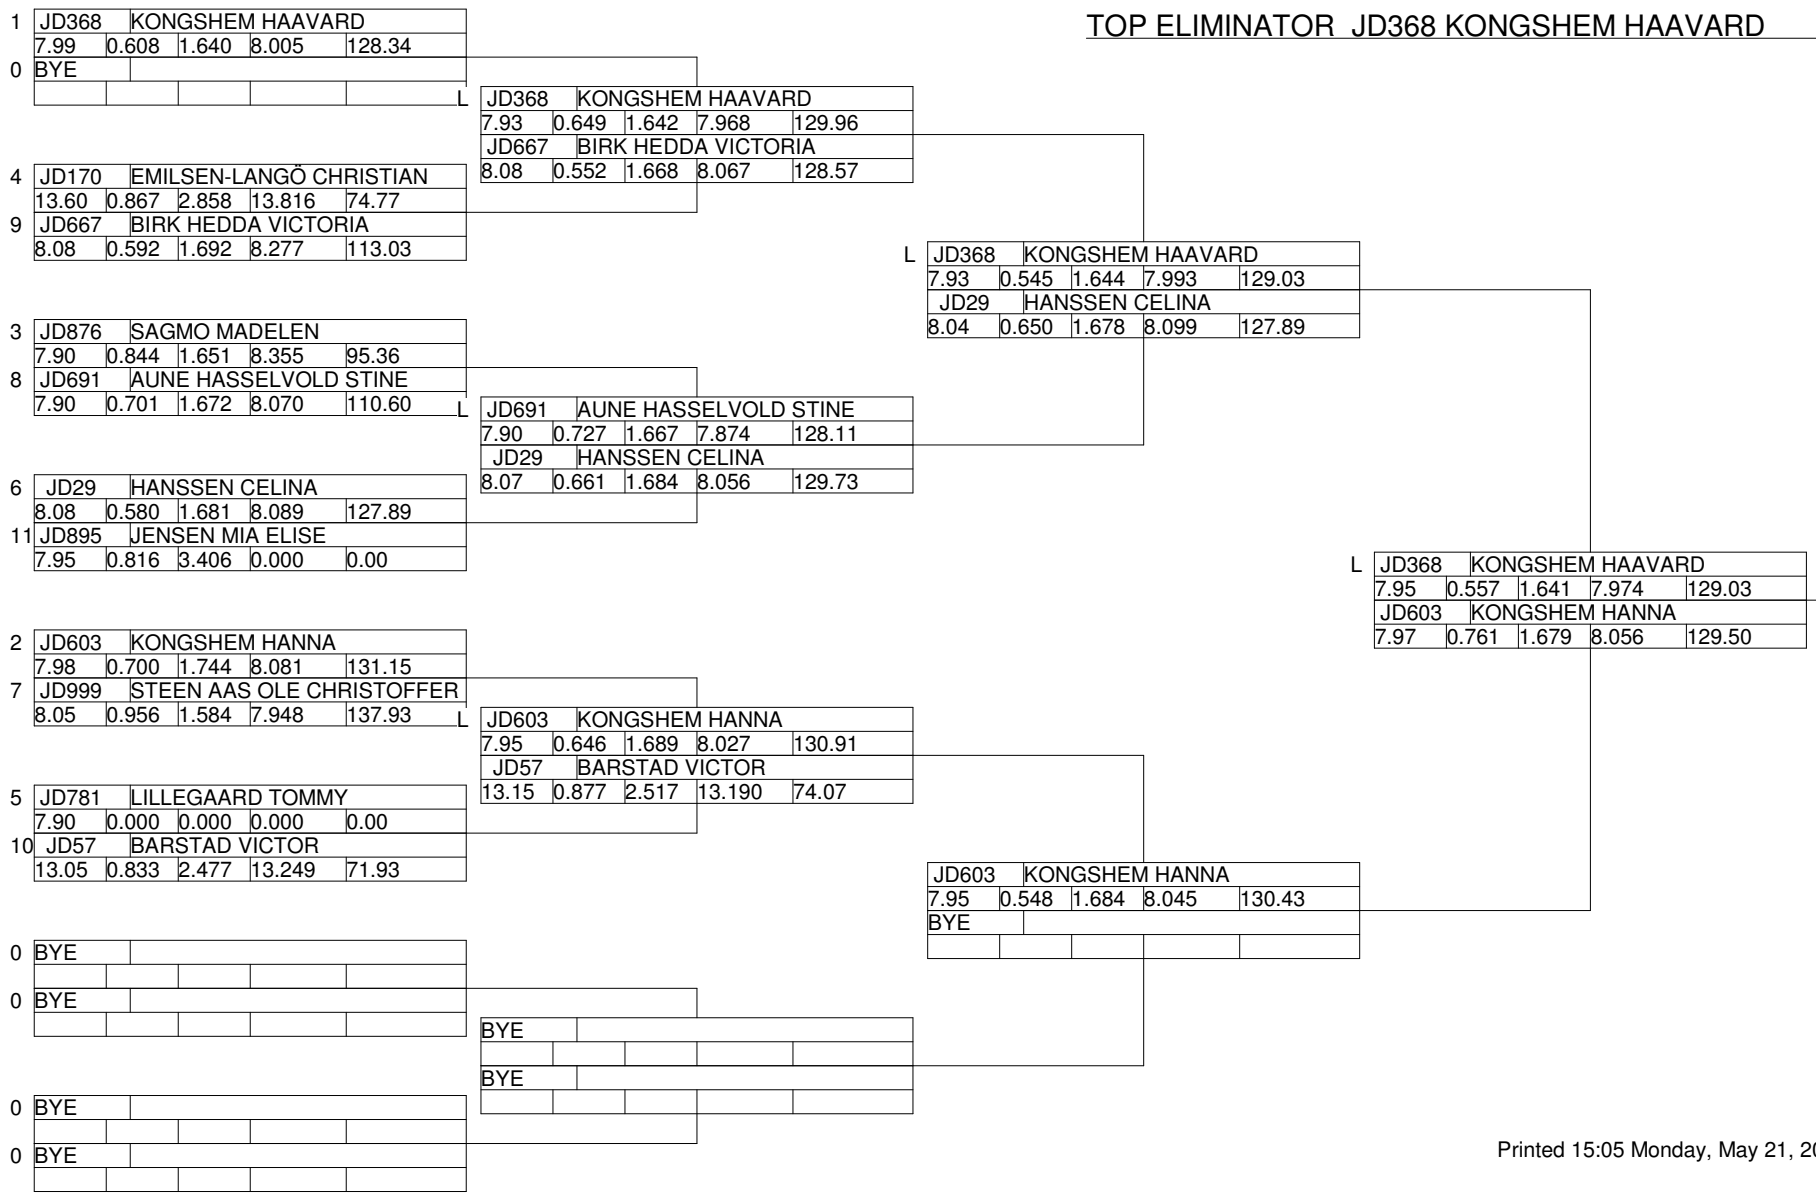 TOP ELIMINATOR JD368 KONGSHEM HAAVARD
1 JD368 KONGSHEM HAAVARD
7.99 0.608 1.640 8.005 128.34
0 BYE
L
4 JD170 EMILSEN-LANGÖ CHRISTIAN
13.60 0.867 2.858 13.816 74.77
9 JD667 BIRK HEDDA VICTORIA
8.08 0.592 1.692 8.277 113.03
3 JD876 SAGMO MADELEN
7.90 0.844 1.651 8.355 95.36
8 JD691 AUNE HASSELVOLD STINE
7.90 0.701 1.672 8.070 110.60
L
6 JD29 HANSSEN CELINA
8.08 0.580 1.681 8.089 127.89
11 JD895 JENSEN MIA ELISE
7.95 0.816 3.406 0.000 0.00
2 JD603 KONGSHEM HANNA
7.98 0.700 1.744 8.081 131.15
7 JD999 STEEN AAS OLE CHRISTOFFER
8.05 0.956 1.584 7.948 137.93
L
5 JD781 LILLEGAARD TOMMY
7.90 0.000 0.000 0.000 0.00
10 JD57 BARSTAD VICTOR
13.05 0.833 2.477 13.249 71.93
0 BYE
0 BYE
0 BYE
0 BYE
JD368 KONGSHEM HAAVARD
7.93 0.649 1.642 7.968 129.96
JD667 BIRK HEDDA VICTORIA
8.08 0.552 1.668 8.067 128.57
JD691 AUNE HASSELVOLD STINE
7.90 0.727 1.667 7.874 128.11
JD29 HANSSEN CELINA
8.07 0.661 1.684 8.056 129.73
JD603 KONGSHEM HANNA
7.95 0.646 1.689 8.027 130.91
JD57 BARSTAD VICTOR
13.15 0.877 2.517 13.190 74.07
BYE
BYE
L JD368 KONGSHEM HAAVARD
7.93 0.545 1.644 7.993 129.03
JD29 HANSSEN CELINA
8.04 0.650 1.678 8.099 127.89
JD603 KONGSHEM HANNA
7.95 0.548 1.684 8.045 130.43
BYE
L JD368 KONGSHEM HAAVARD
7.95 0.557 1.641 7.974 129.03
JD603 KONGSHEM HANNA
7.97 0.761 1.679 8.056 129.50
Printed 15:05 Monday, May 21,